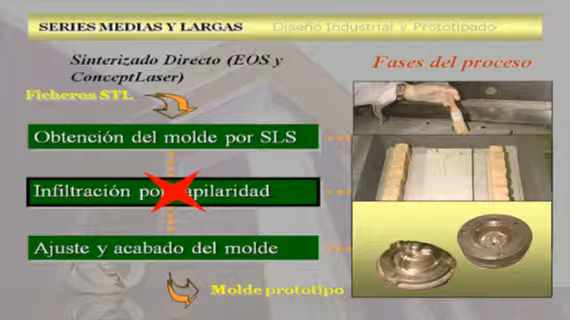 SERIES MEDIAS Y LARGAS Diseño Industrial y Prototipado
Sinterizado Directo (EOS y
ConceptLaser)
Fases del proceso
Ficheros STL
Obtención del molde por SLS
Infiltración por capilaridad
Ajuste y acabado del molde
Molde prototipo